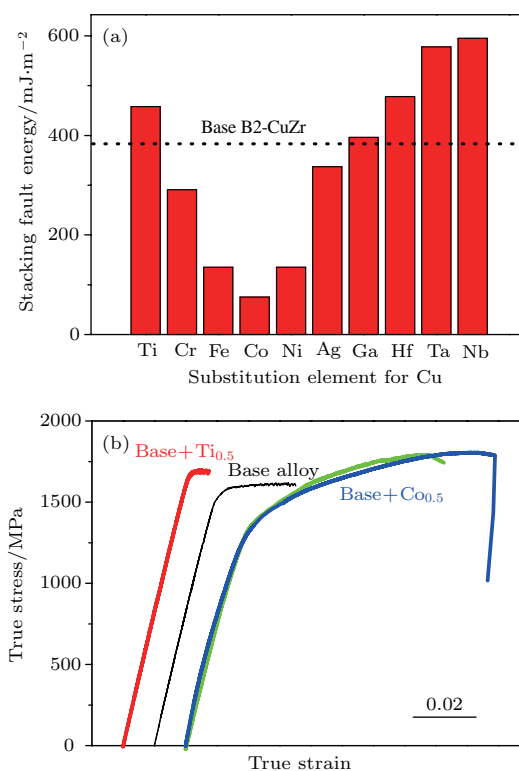 (a)
600
400
200
0
Stacking fault energy/mJ·m−2
Base B2-CuZr
Ti Cr Fe Co Ni Ag Ga Hf Ta Nb
Substitution element for Cu
(b)
2000
1500
1000
500
0
True stress/MPa
Base+Ti0.5
Base alloy
Base+Co0.5
0.02
True strain